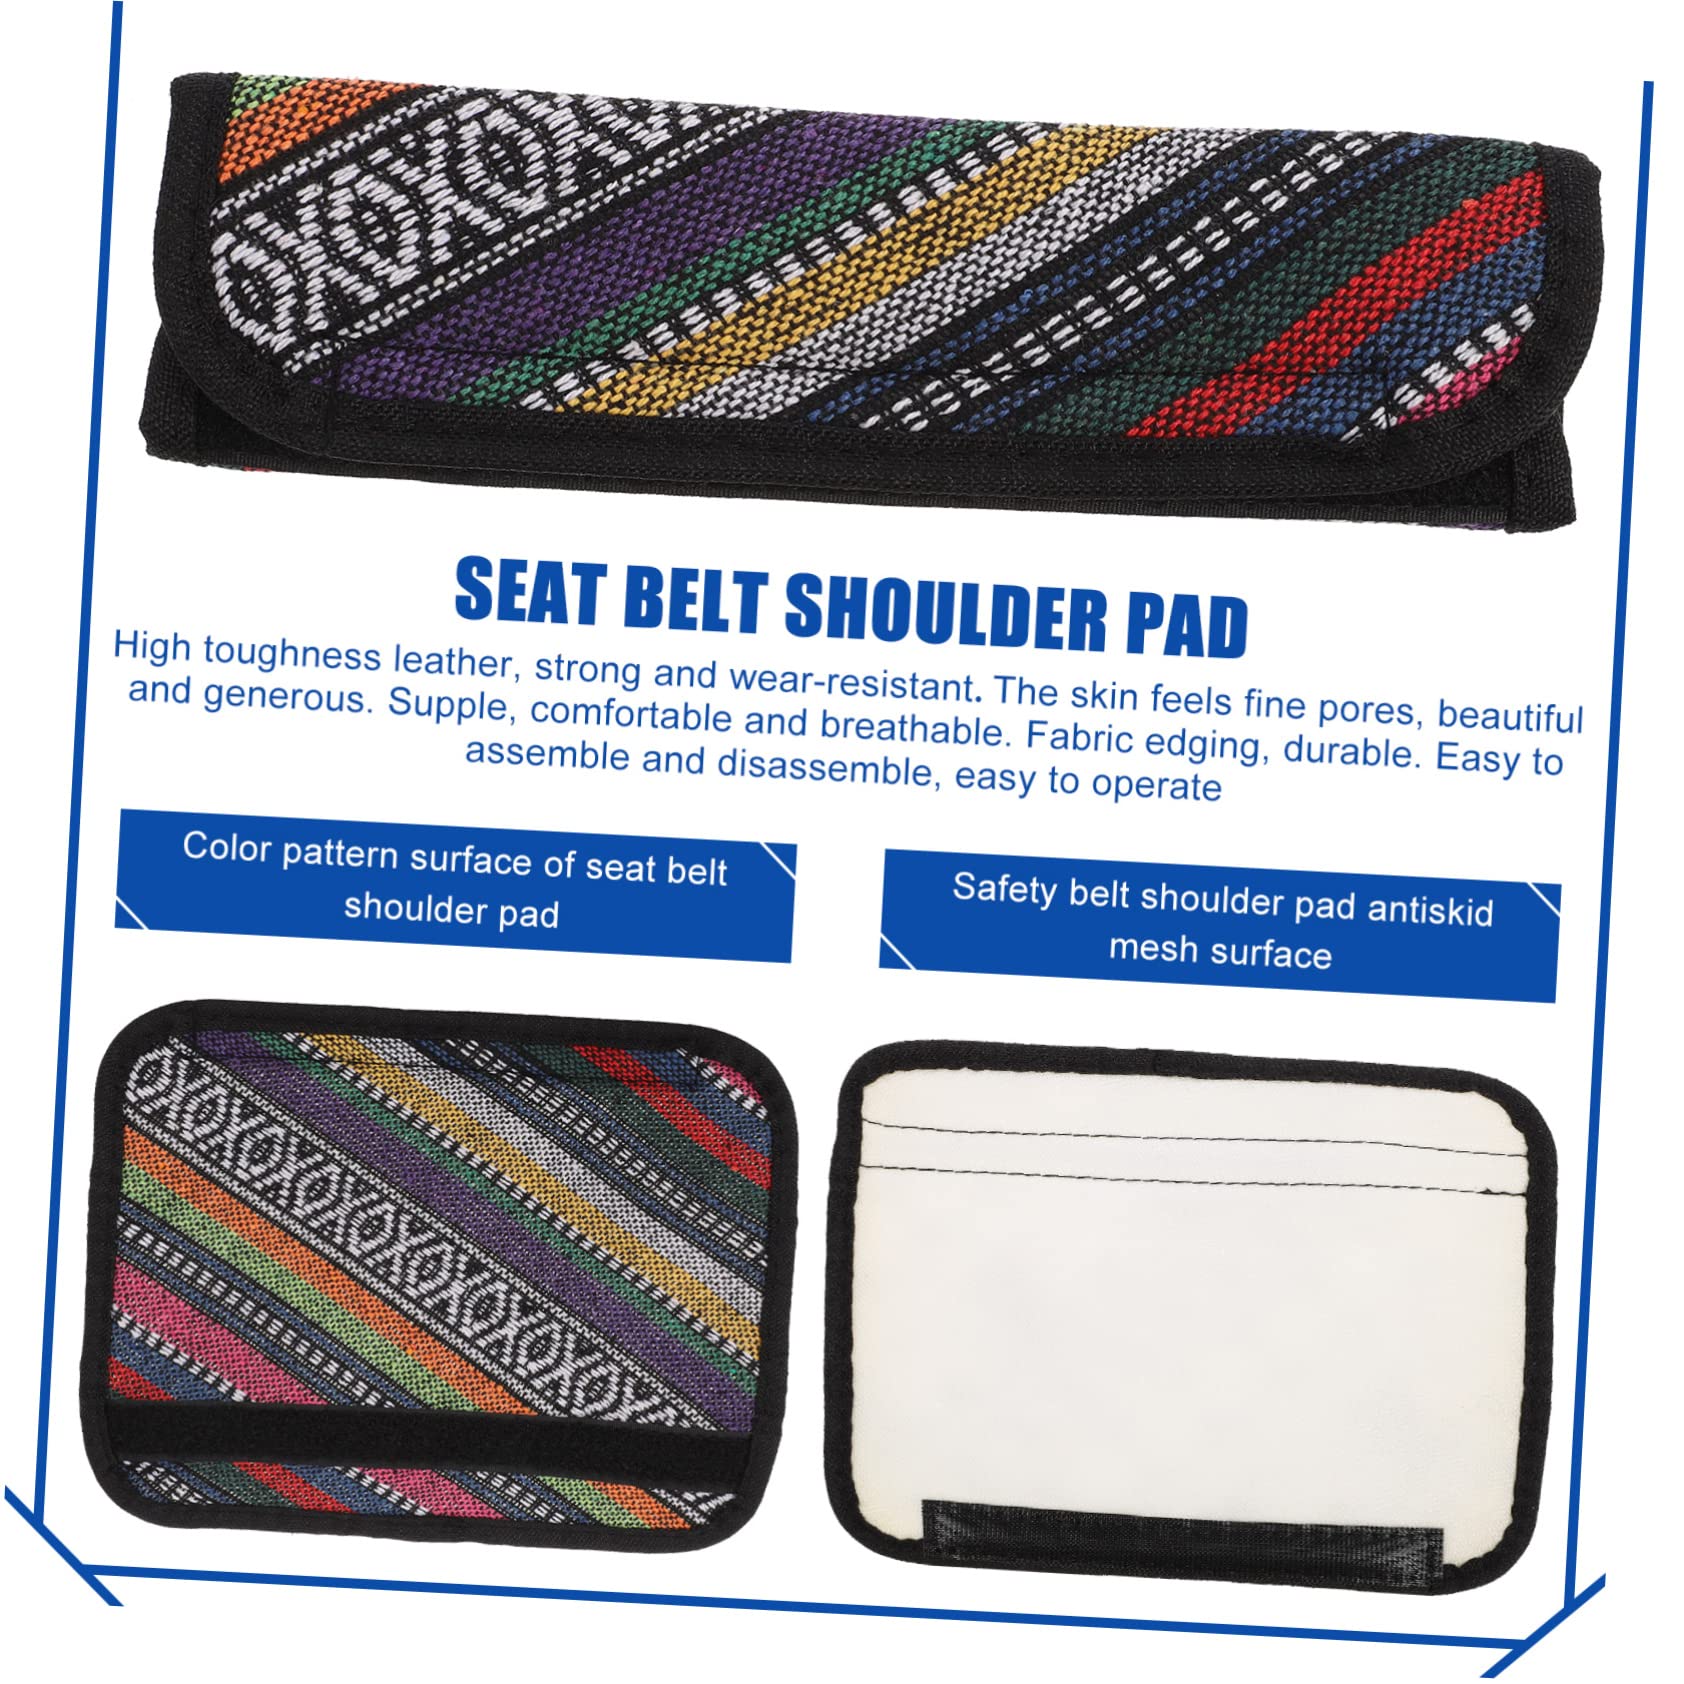 SEAT BELT SHOULDER PAD
High toughness leather, strong and wear-resistant. The skin feels fine pores, beautiful
and generous. Supple, comfortable and breathable. Fabric edging, durable. Easy to
assemble and disassemble, easy to operate
Color pattern surface of seat belt
shoulder pad
Safety belt shoulder pad antiskid
mesh surface